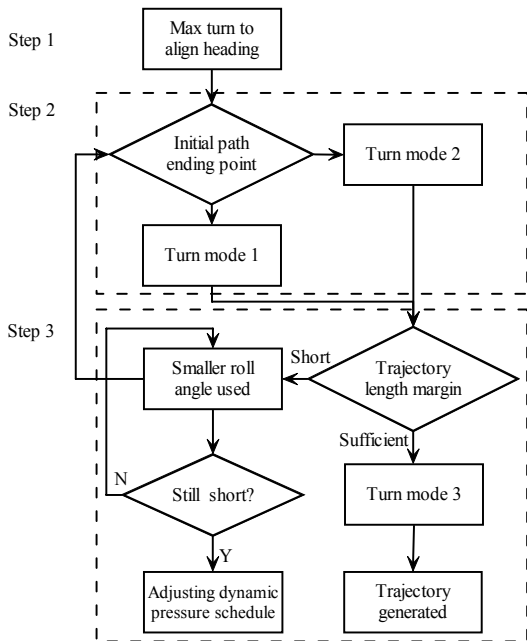 Step 1
Max turn to
align heading
Step 2
Initial path
ending point
Turn mode 2
Turn mode 1
Step 3
Smaller roll
angle used
Short
Trajectory
length margin
Sufficient
N
Still short?
Turn mode 3
Y
Adjusting dynamic
pressure schedule
Trajectory
generated